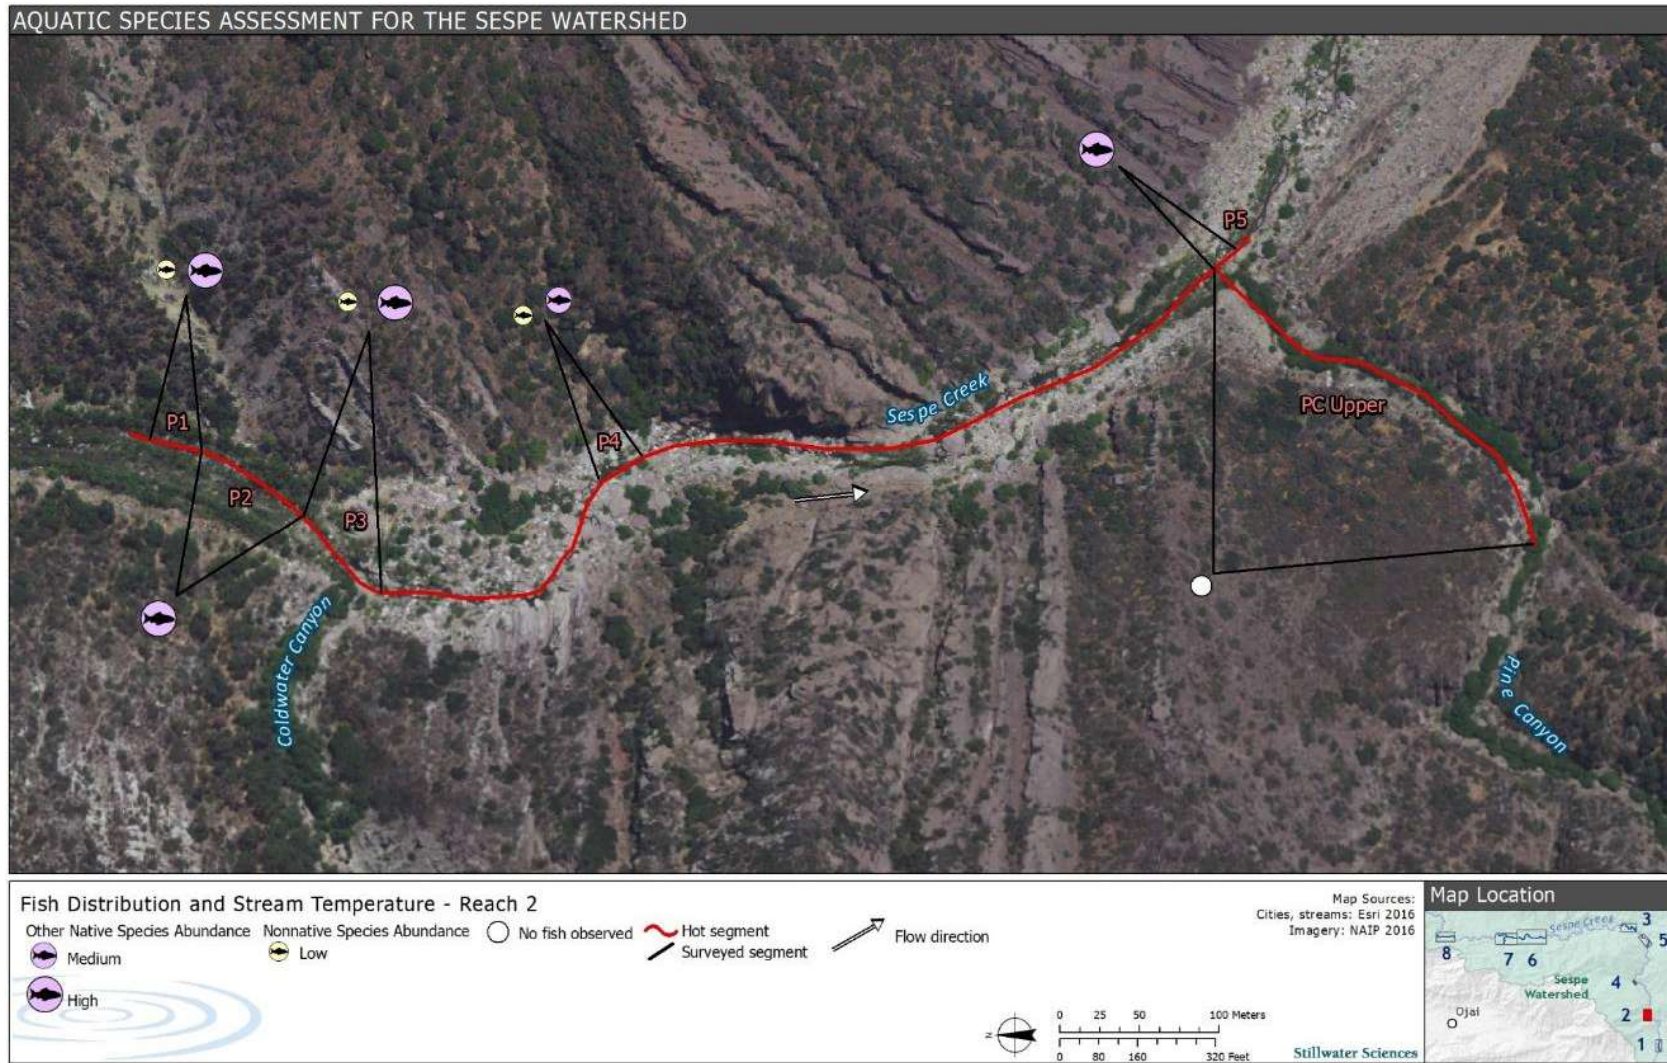 AQUATIC SPECIES ASSESSMENT FOR THE SESPE WATERSHED
P5
P1
P2
P3
P4
Sespe Creek
PC Upper
Coldwater Canyon
Pine Canyon
Fish Distribution and Stream Temperature - Reach 2
Other Native Species Abundance
Medium
High
Nonnative Species Abundance
Low
No fish observed
Hot segment
Surveyed segment
Flow direction
N
0 25 50 100 Meters
0 80 160 320 Feet
Map Sources:
Cities, streams: Esri 2016
Imagery: NAIP 2016
Stillwater Sciences
Map Location
Sespe Creek
3
5
8
7 6
4
Sespe
Watershed
Ojai
2
1